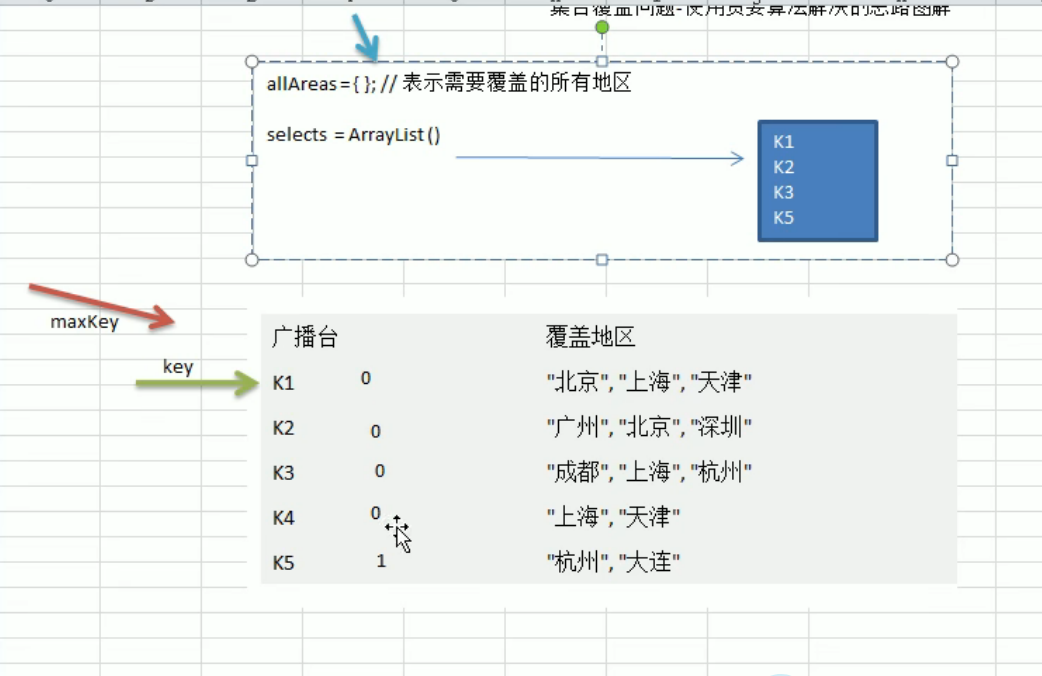 集合覆盖问题-使用贪婪算法解决的思路图解
allAreas={ }; // 表示需要覆盖的所有地区
selects = ArrayList()
K1
K2
K3
K5
maxKey
key
广播台 覆盖地区
K1 0 "北京", "上海", "天津"
K2 0 "广州", "北京", "深圳"
K3 0 "成都", "上海", "杭州"
K4 0 "上海", "天津"
K5 1 "杭州", "大连"